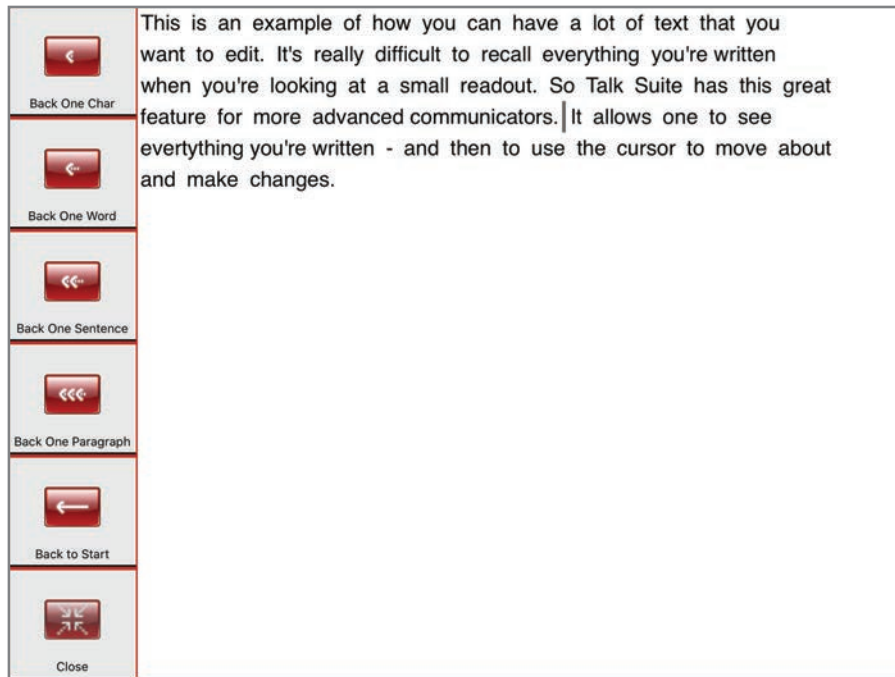 Back One Char
Back One Word
Back One Sentence
Back One Paragraph
Back to Start
Close
This is an example of how you can have a lot of text that you
want to edit. It's really difficult to recall everything you're written
when you're looking at a small readout. So Talk Suite has this great
feature for more advanced communicators. It allows one to see
evertything you're written - and then to use the cursor to move about
and make changes.